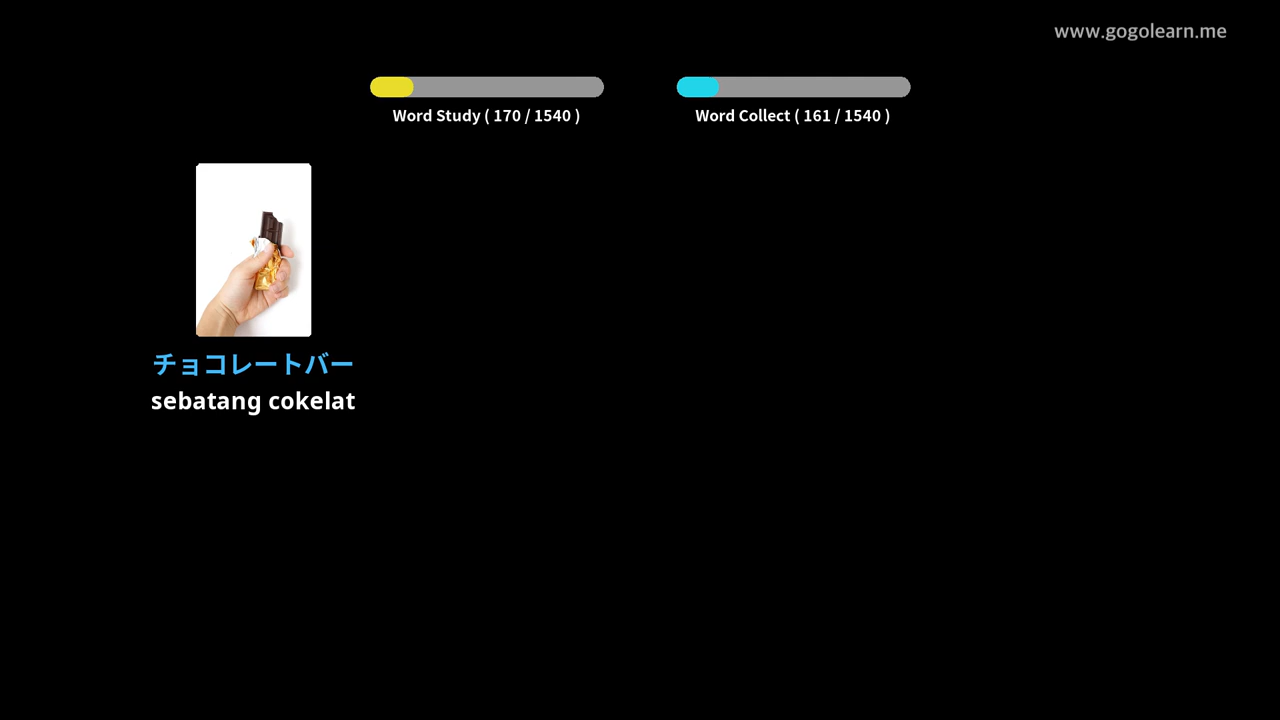 www.gogolearn.me
Word Study ( 170 / 1540 )
Word Collect ( 161 / 1540 )
チョコレートバー
sebatang cokelat